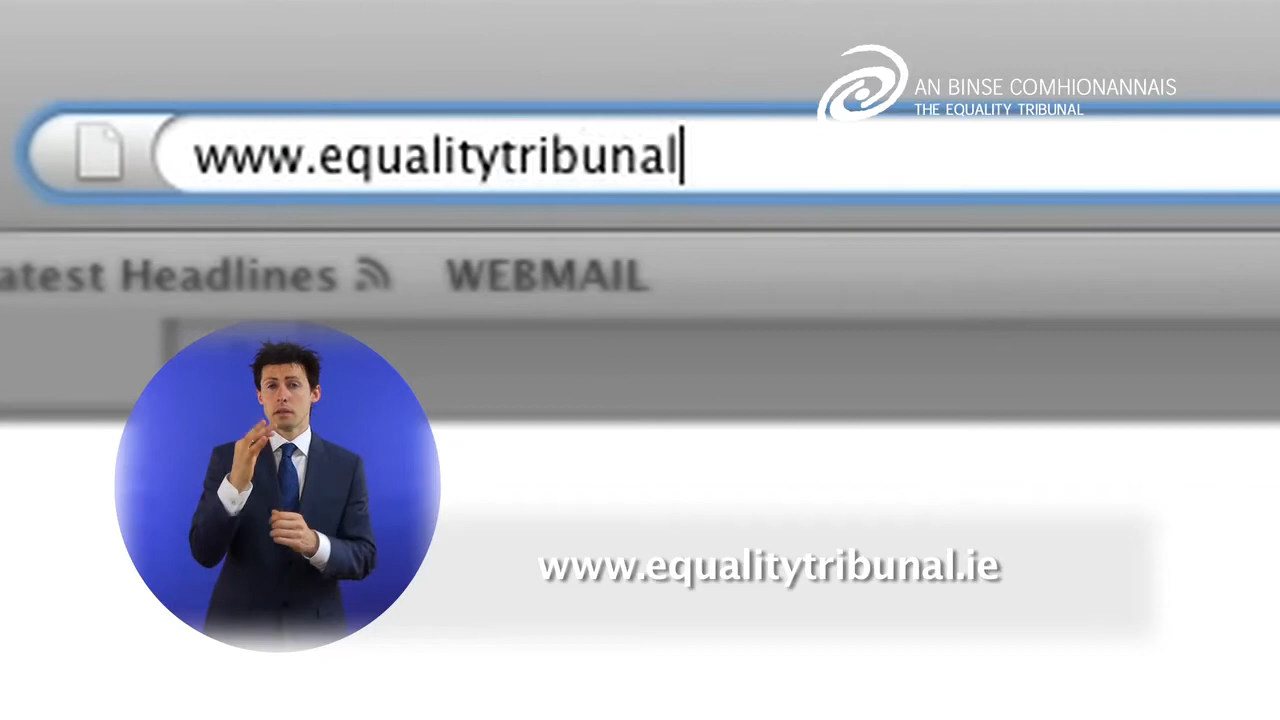 AN BINSE COMHIONANNAIS
THE EQUALITY TRIBUNAL
www.equalitytribunal
atest Headlines
WEBMAIL
www.equalitytribunal.ie